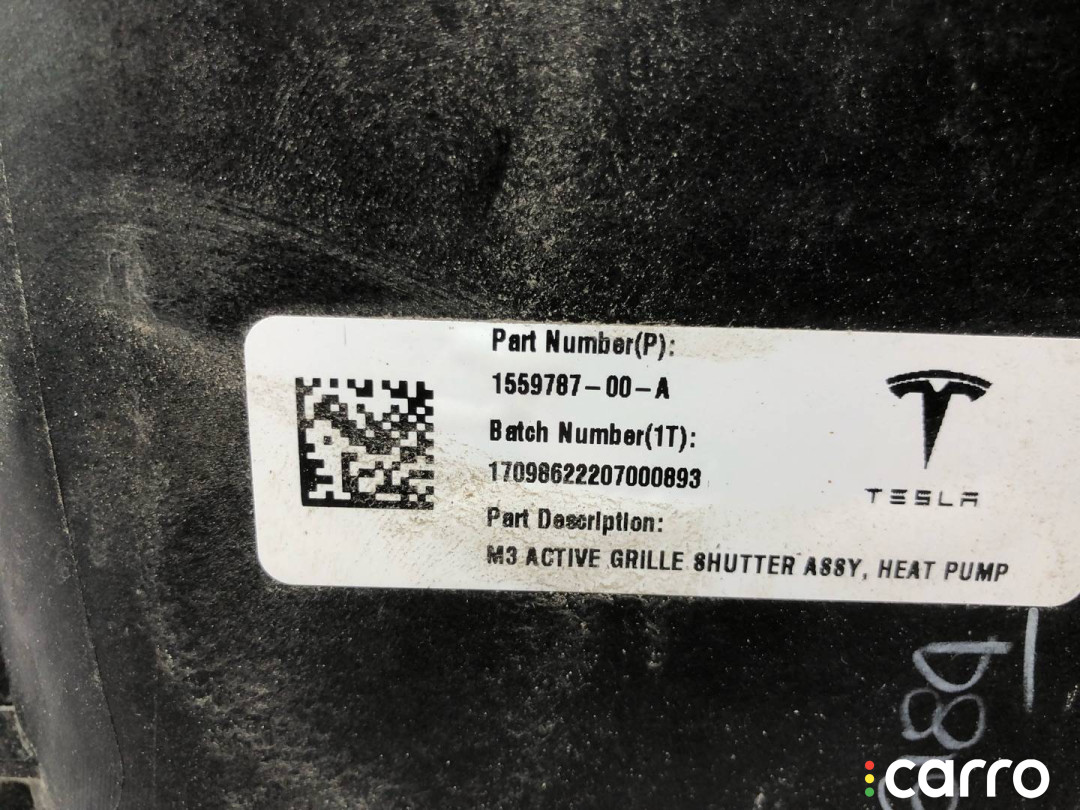 Part Number(P):
1559787-00-A
Batch Number(1T):
17098622207000893
Part Description:
M3 ACTIVE GRILLE SHUTTER ASSY, HEAT PUMP
TESLA
carro